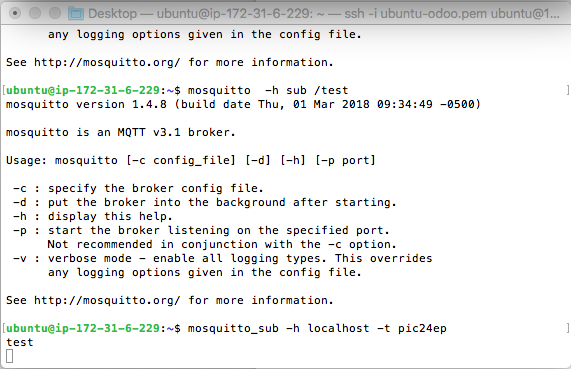 Desktop — ubuntu@ip-172-31-6-229: ~ — ssh -i ubuntu-odoo.pem ubuntu@1...
any logging options given in the config file.
See http://mosquitto.org/ for more information.
[ubuntu@ip-172-31-6-229:~$ mosquitto  -h sub /test ]
mosquitto version 1.4.8 (build date Thu, 01 Mar 2018 09:34:49 -0500)
mosquitto is an MQTT v3.1 broker.
Usage: mosquitto [-c config_file] [-d] [-h] [-p port]
-c : specify the broker config file.
-d : put the broker into the background after starting.
-h : display this help.
-p : start the broker listening on the specified port.
Not recommended in conjunction with the -c option.
-v : verbose mode - enable all logging types. This overrides
any logging options given in the config file.
See http://mosquitto.org/ for more information.
[ubuntu@ip-172-31-6-229:~$ mosquitto_sub -h localhost -t pic24ep ]
test